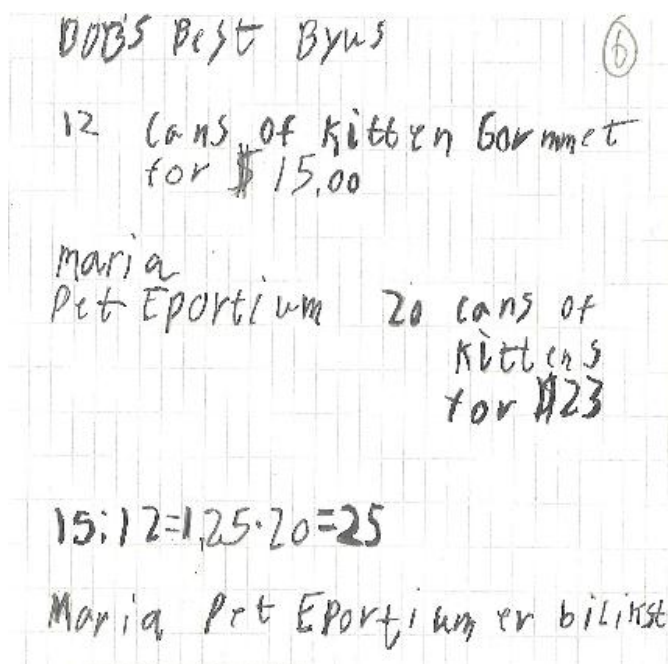 BOB'S Best Byus
6
12 Cans of Kitten Gormmet
for $ 15.00
maria
Pet Eportium 20 cans of
Kittens
for $23
15:12=1,25·20=25
Maria Pet Eportium er bilikst